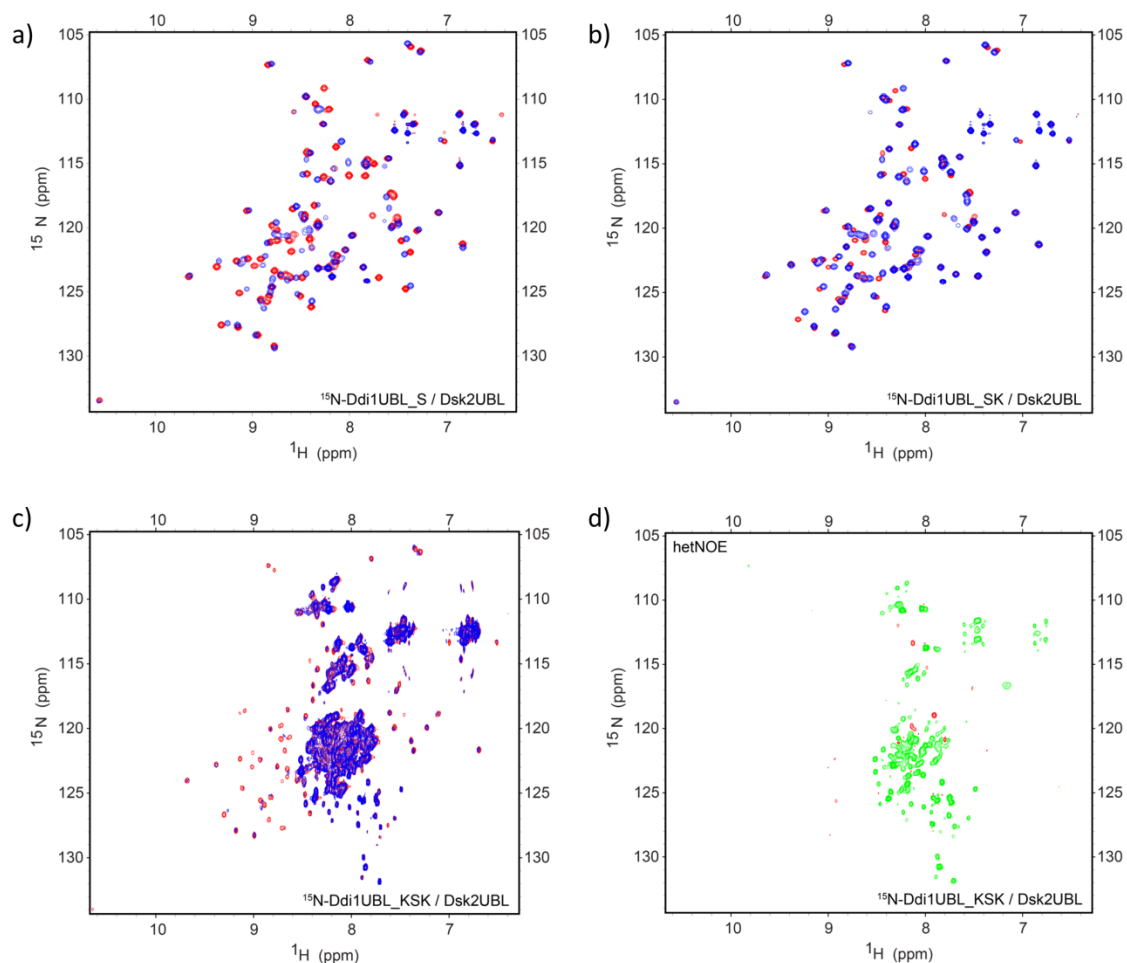 a)
10 9 8 7
105 105
110 110
115 115
120 120
125 125
130 130
15N (ppm)
15N-Ddi1UBL_S / Dsk2UBL
10 9 8 7
1H (ppm)
b)
10 9 8 7
105 105
110 110
115 115
120 120
125 125
130 130
15N (ppm)
15N-Ddi1UBL_SK / Dsk2UBL
10 9 8 7
1H (ppm)
c)
10 9 8 7
105 105
110 110
115 115
120 120
125 125
130 130
15N (ppm)
15N-Ddi1UBL_KSK / Dsk2UBL
10 9 8 7
1H (ppm)
d)
10 9 8 7
105 105
hetNOE
110 110
115 115
120 120
125 125
130 130
15N (ppm)
15N-Ddi1UBL_KSK / Dsk2UBL
10 9 8 7
1H (ppm)